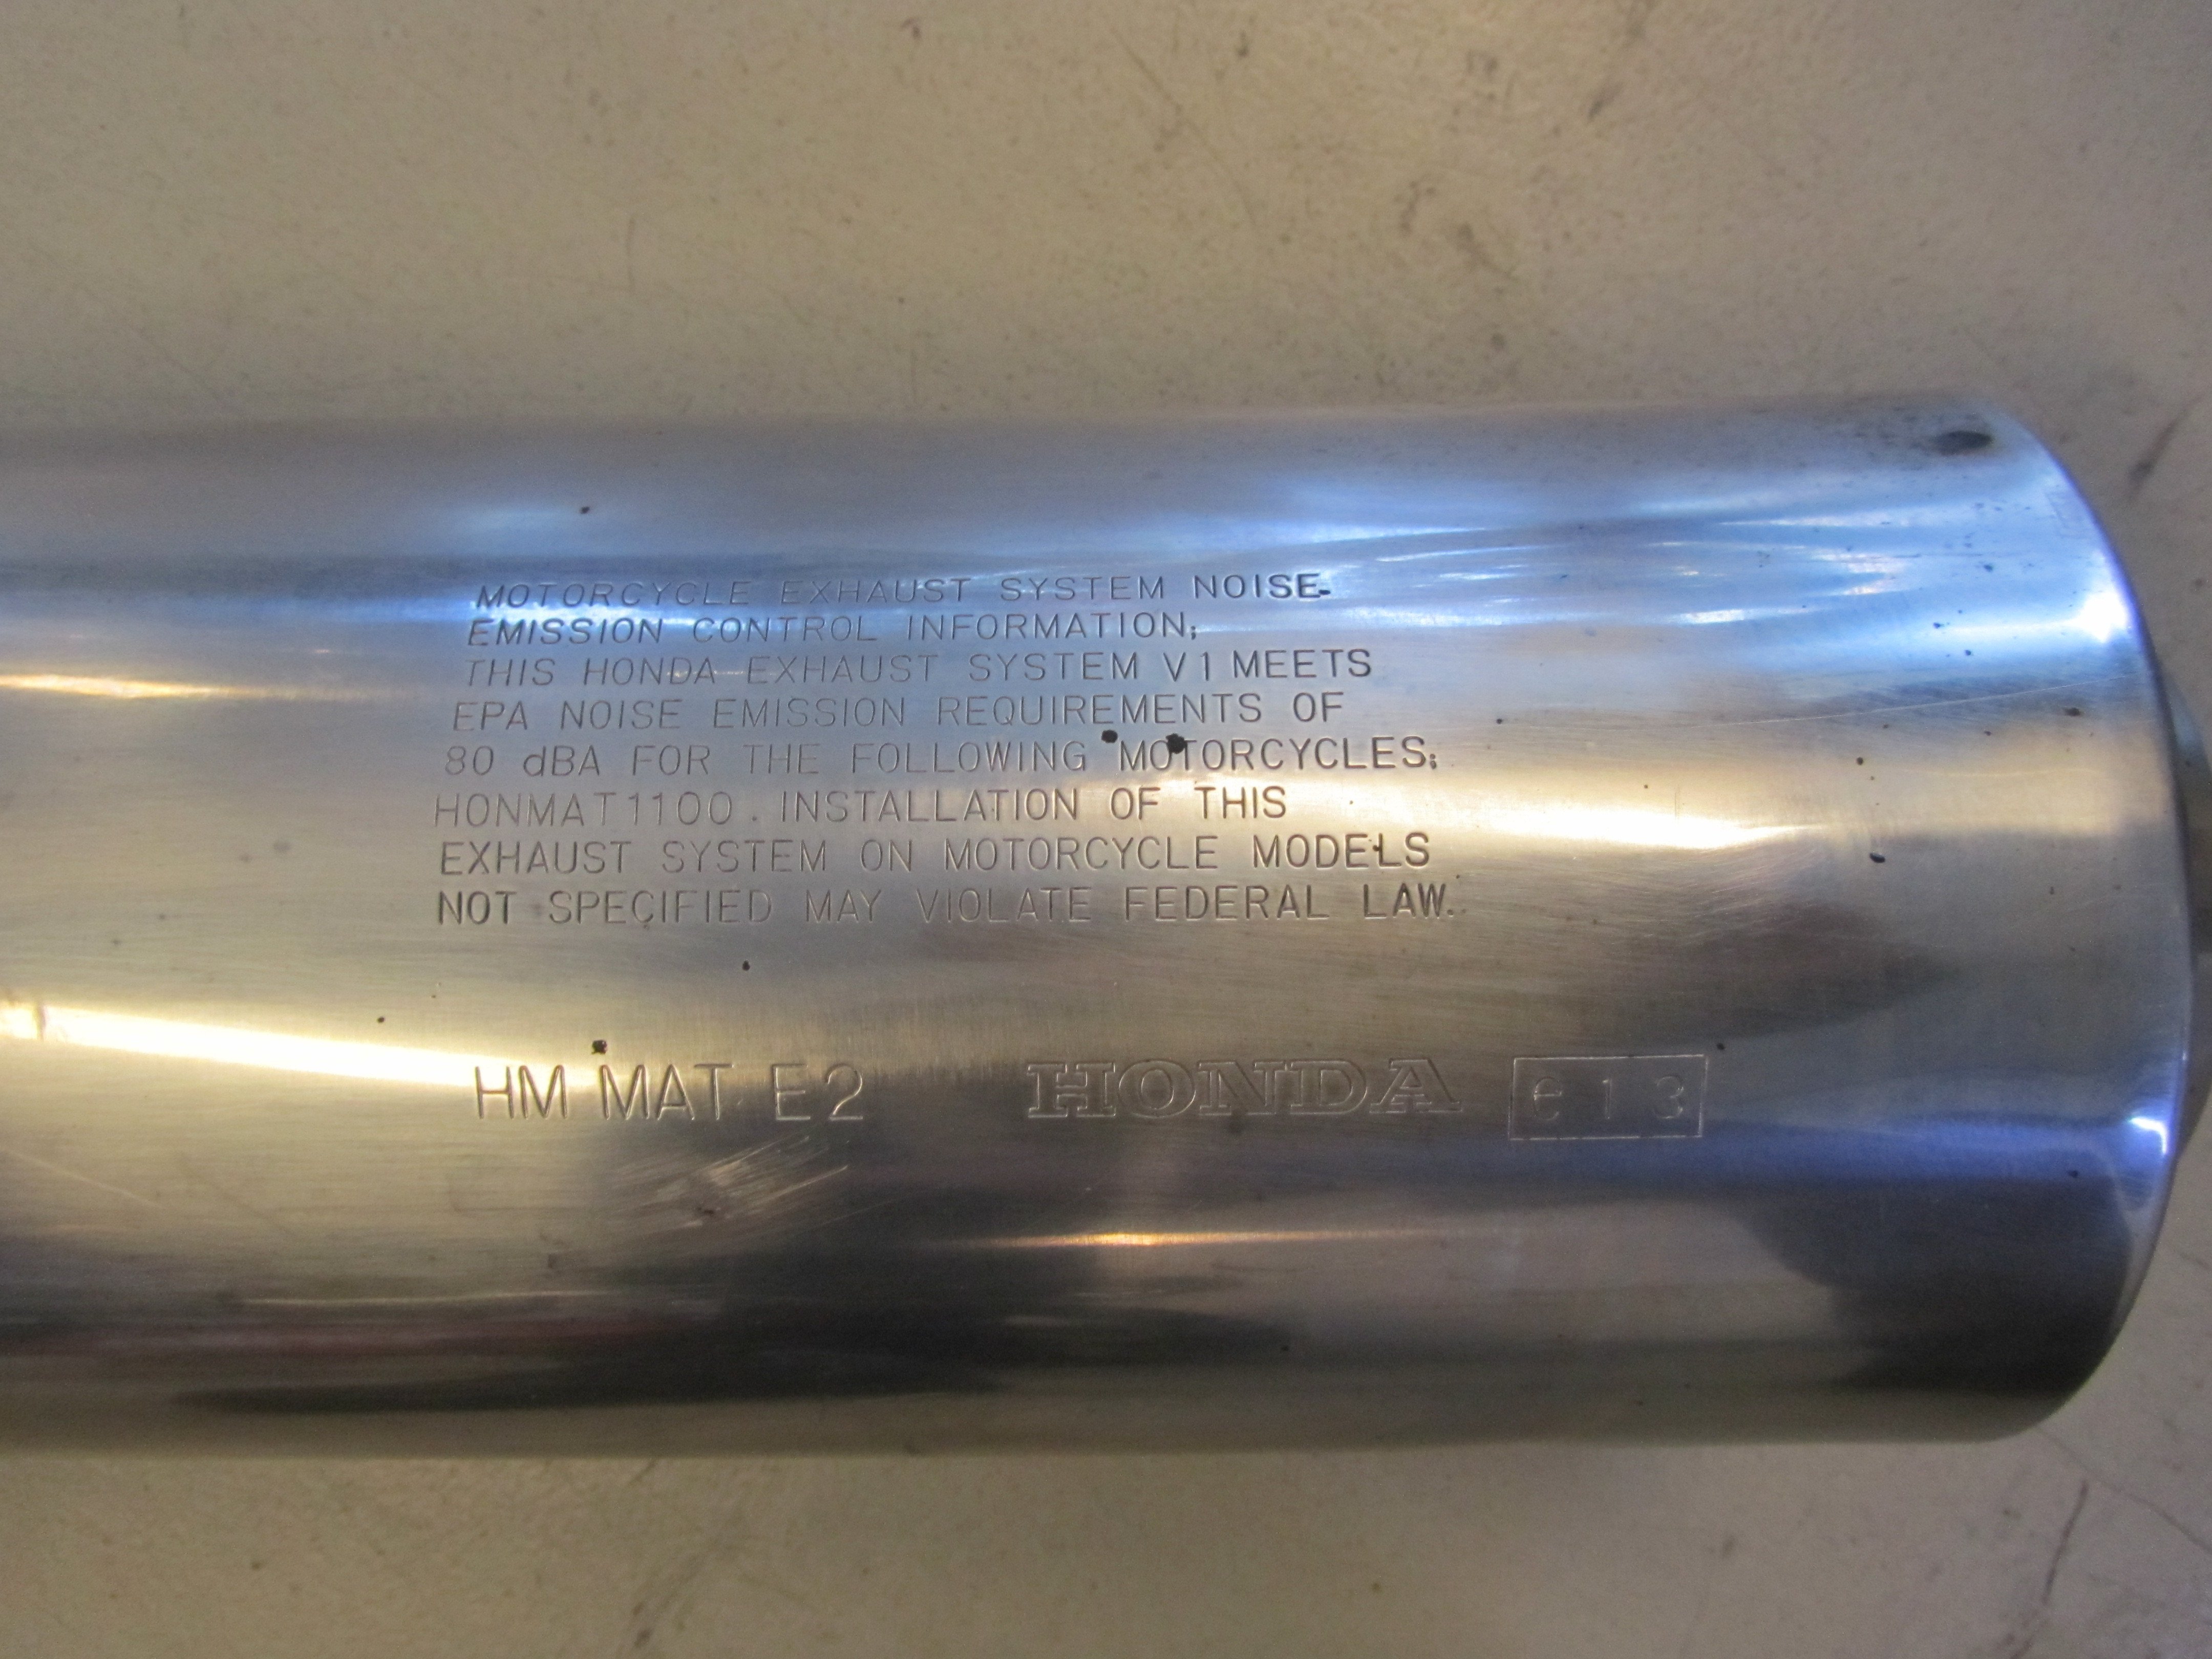 MOTORCYCLE EXHAUST SYSTEM NOISE
EMISSION CONTROL INFORMATION;
THIS HONDA EXHAUST SYSTEM V1 MEETS
EPA NOISE EMISSION REQUIREMENTS OF
80 dBA FOR THE FOLLOWING MOTORCYCLES;
HONMAT1100. INSTALLATION OF THIS
EXHAUST SYSTEM ON MOTORCYCLE MODELS
NOT SPECIFIED MAY VIOLATE FEDERAL LAW.
HM MAT E2 HONDA e13